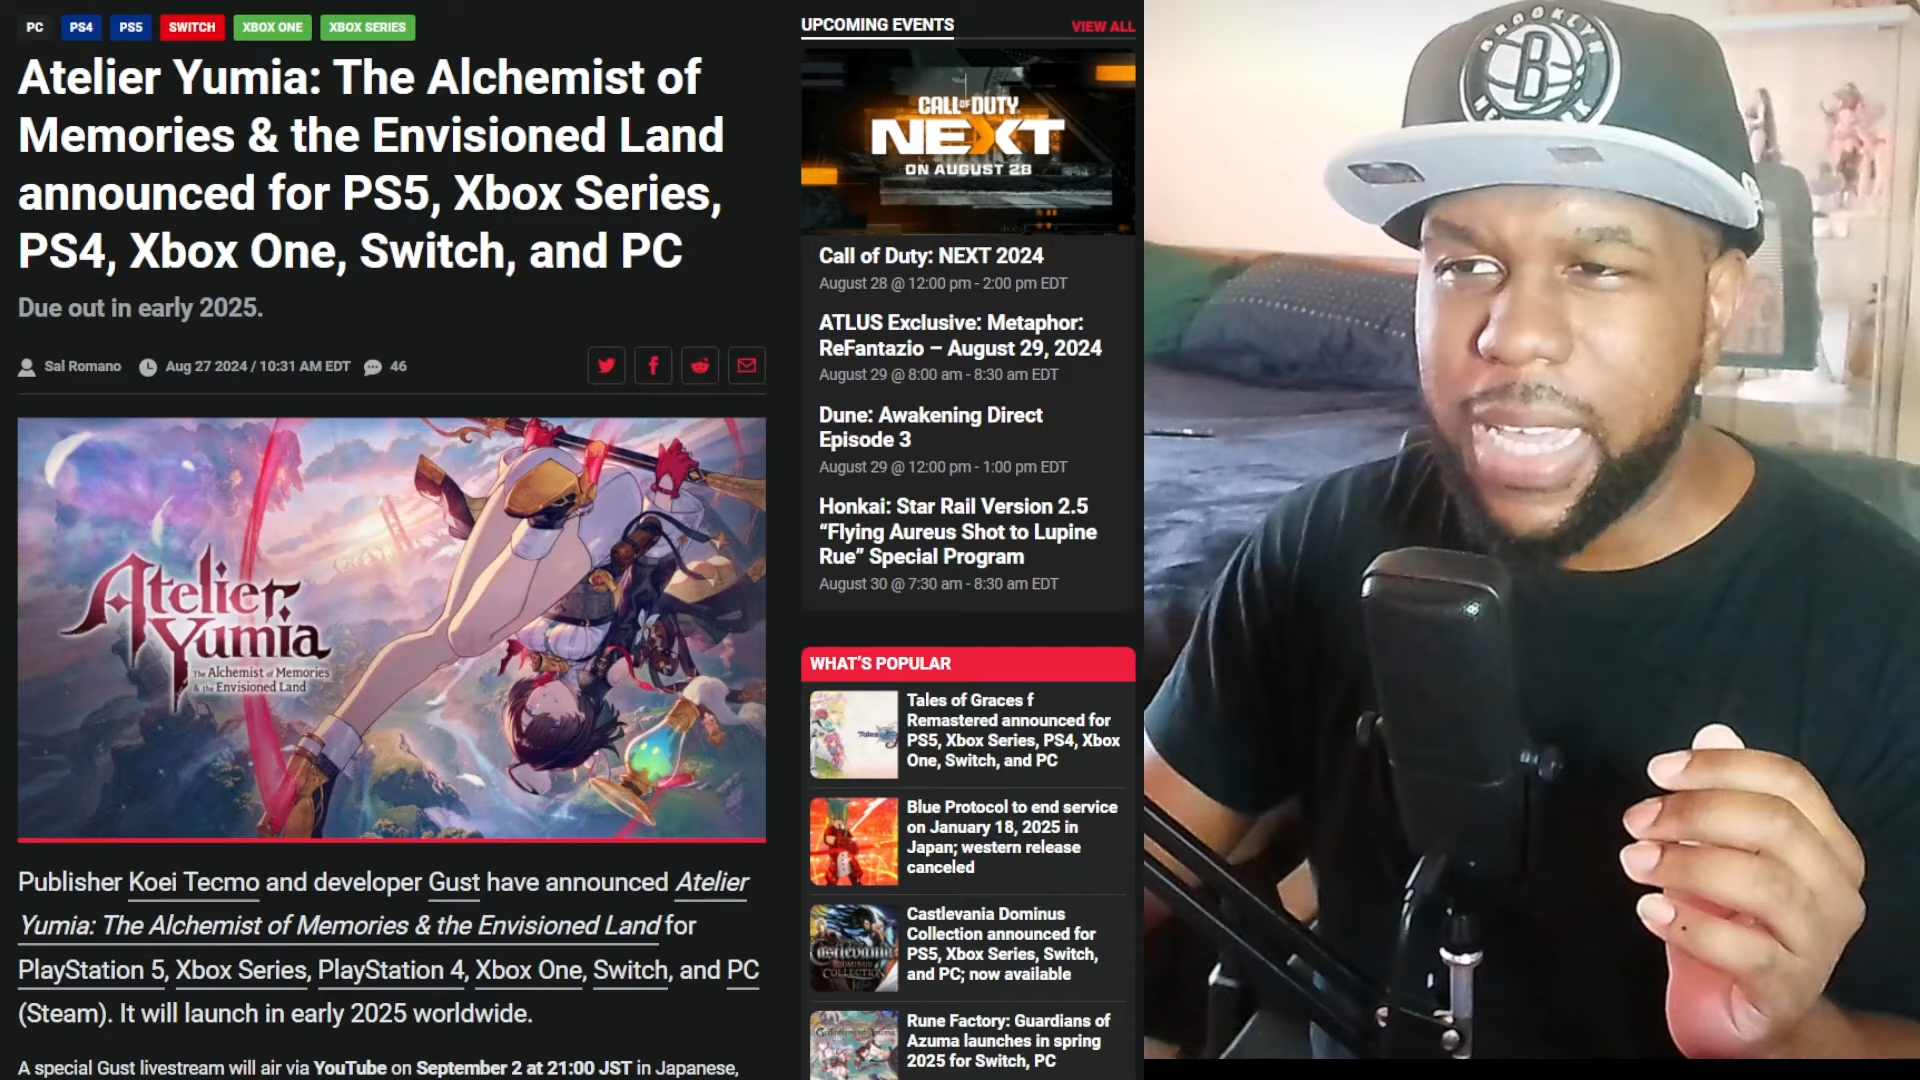 PC PS4 PS5 SWITCH XBOX ONE XBOX SERIES
Atelier Yumia: The Alchemist of
Memories & the Envisioned Land
announced for PS5, Xbox Series,
PS4, Xbox One, Switch, and PC
Due out in early 2025.
Sal Romano Aug 27 2024 / 10:31 AM EDT 46
Atelier
Yumia
The Alchemist of Memories
& the Envisioned Land
Publisher Koei Tecmo and developer Gust have announced Atelier
Yumia: The Alchemist of Memories & the Envisioned Land for
PlayStation 5, Xbox Series, PlayStation 4, Xbox One, Switch, and PC
(Steam). It will launch in early 2025 worldwide.
A special Gust livestream will air via YouTube on September 2 at 21:00 JST in Japanese,
UPCOMING EVENTS VIEW ALL
CALL OF DUTY
NEXT
ON AUGUST 28
Call of Duty: NEXT 2024
August 28 @ 12:00 pm - 2:00 pm EDT
ATLUS Exclusive: Metaphor:
ReFantazio – August 29, 2024
August 29 @ 8:00 am - 8:30 am EDT
Dune: Awakening Direct
Episode 3
August 29 @ 12:00 pm - 1:00 pm EDT
Honkai: Star Rail Version 2.5
“Flying Aureus Shot to Lupine
Rue” Special Program
August 30 @ 7:30 am - 8:30 am EDT
WHAT'S POPULAR
Tales of Graces f
Remastered announced for
PS5, Xbox Series, PS4, Xbox
One, Switch, and PC
Blue Protocol to end service
on January 18, 2025 in
Japan; western release
canceled
Castlevania
DOMINUS
COLLECTION
Castlevania Dominus
Collection announced for
PS5, Xbox Series, Switch,
and PC; now available
Rune Factory: Guardians of
Azuma launches in spring
2025 for Switch, PC
BROOKLYN
B